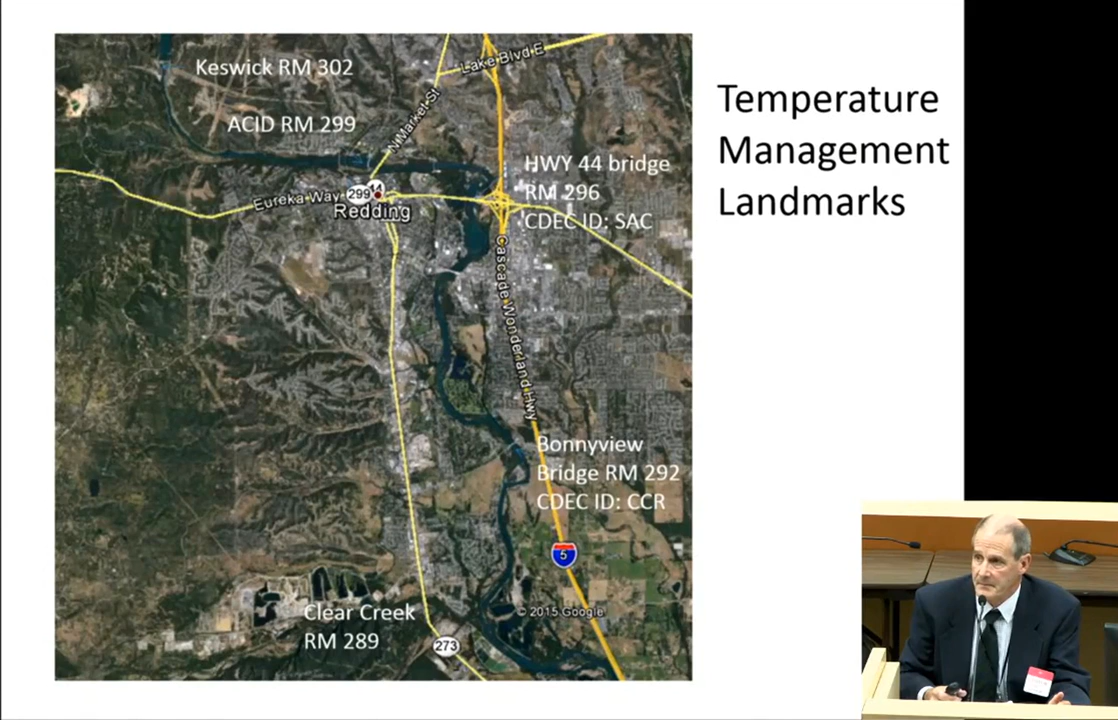 Keswick RM 302
ACID RM 299
Lake Blvd E
N Market St
HWY 44 bridge
RM 296
CDEC ID: SAC
Eureka Way
299
44
Redding
Cascade Wonderland Hwy
Bonnyview
Bridge RM 292
CDEC ID: CCR
5
© 2015 Google
Clear Creek
RM 289
273
Temperature
Management
Landmarks